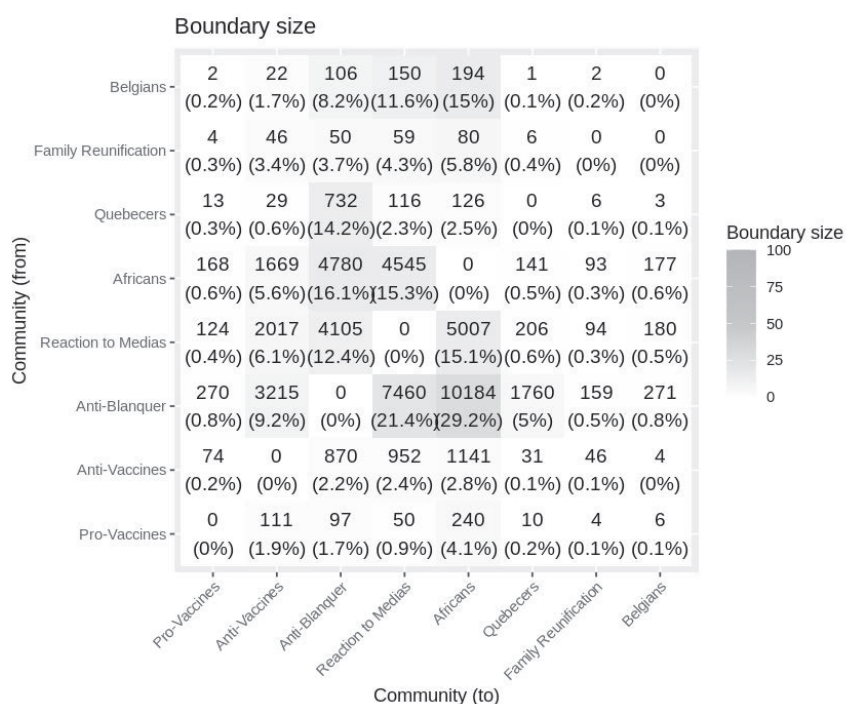 Boundary size
Belgians
2 22 106 150 194 1 2 0
(0.2%) (1.7%) (8.2%) (11.6%) (15%) (0.1%) (0.2%) (0%)
Family Reunification
4 46 50 59 80 6 0 0
(0.3%) (3.4%) (3.7%) (4.3%) (5.8%) (0.4%) (0%) (0%)
Quebecers
13 29 732 116 126 0 6 3
(0.3%) (0.6%) (14.2%) (2.3%) (2.5%) (0%) (0.1%) (0.1%)
Africans
168 1669 4780 4545 0 141 93 177
(0.6%) (5.6%) (16.1%) (15.3%) (0%) (0.5%) (0.3%) (0.6%)
Reaction to Medias
124 2017 4105 0 5007 206 94 180
(0.4%) (6.1%) (12.4%) (0%) (15.1%) (0.6%) (0.3%) (0.5%)
Anti-Blanquer
270 3215 0 7460 10184 1760 159 271
(0.8%) (9.2%) (0%) (21.4%) (29.2%) (5%) (0.5%) (0.8%)
Anti-Vaccines
74 0 870 952 1141 31 46 4
(0.2%) (0%) (2.2%) (2.4%) (2.8%) (0.1%) (0.1%) (0%)
Pro-Vaccines
0 111 97 50 240 10 4 6
(0%) (1.9%) (1.7%) (0.9%) (4.1%) (0.2%) (0.1%) (0.1%)
Community (from)
Pro-Vaccines
Anti-Vaccines
Anti-Blanquer
Reaction to Medias
Africans
Quebecers
Family Reunification
Belgians
Community (to)
Boundary size
100
75
50
25
0